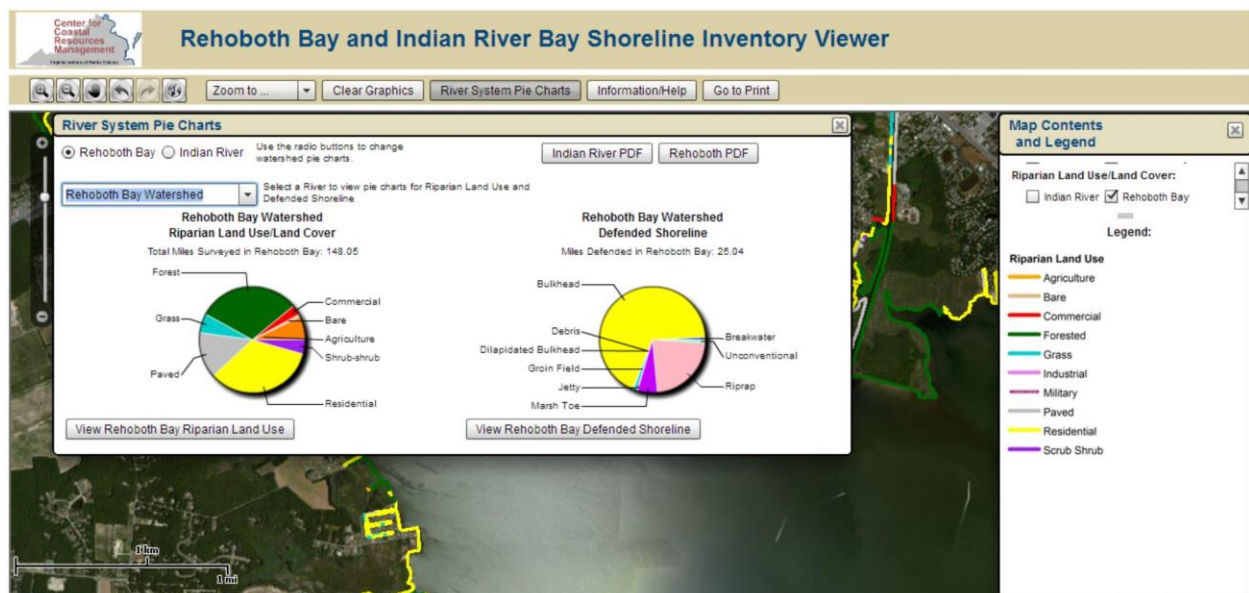 Center for
Coastal
Resources
Management
Rehoboth Bay and Indian River Bay Shoreline Inventory Viewer
Zoom to ...
Clear Graphics
River System Pie Charts
Information/Help
Go to Print
River System Pie Charts
Rehoboth Bay
Indian River
Use the radio buttons to change
watershed pie charts.
Indian River PDF
Rehoboth PDF
Rehoboth Bay Watershed
Select a River to view pie charts for Riparian Land Use and
Defended Shoreline
Rehoboth Bay Watershed
Riparian Land Use/Land Cover
Total Miles Surveyed in Rehoboth Bay: 148.05
Forest
Commercial
Grass
Bare
Agriculture
Shrub-shrub
Paved
Residential
View Rehoboth Bay Riparian Land Use
Rehoboth Bay Watershed
Defended Shoreline
Miles Defended in Rehoboth Bay: 25.04
Bulkhead
Debris
Breakwater
Dilapidated Bulkhead
Unconventional
Groin Field
Jetty
Riprap
Marsh Toe
View Rehoboth Bay Defended Shoreline
Map Contents
and Legend
Riparian Land Use/Land Cover:
Indian River
Rehoboth Bay
Legend:
Riparian Land Use
Agriculture
Bare
Commercial
Forested
Grass
Industrial
Military
Paved
Residential
Scrub Shrub
1 km
1 mi